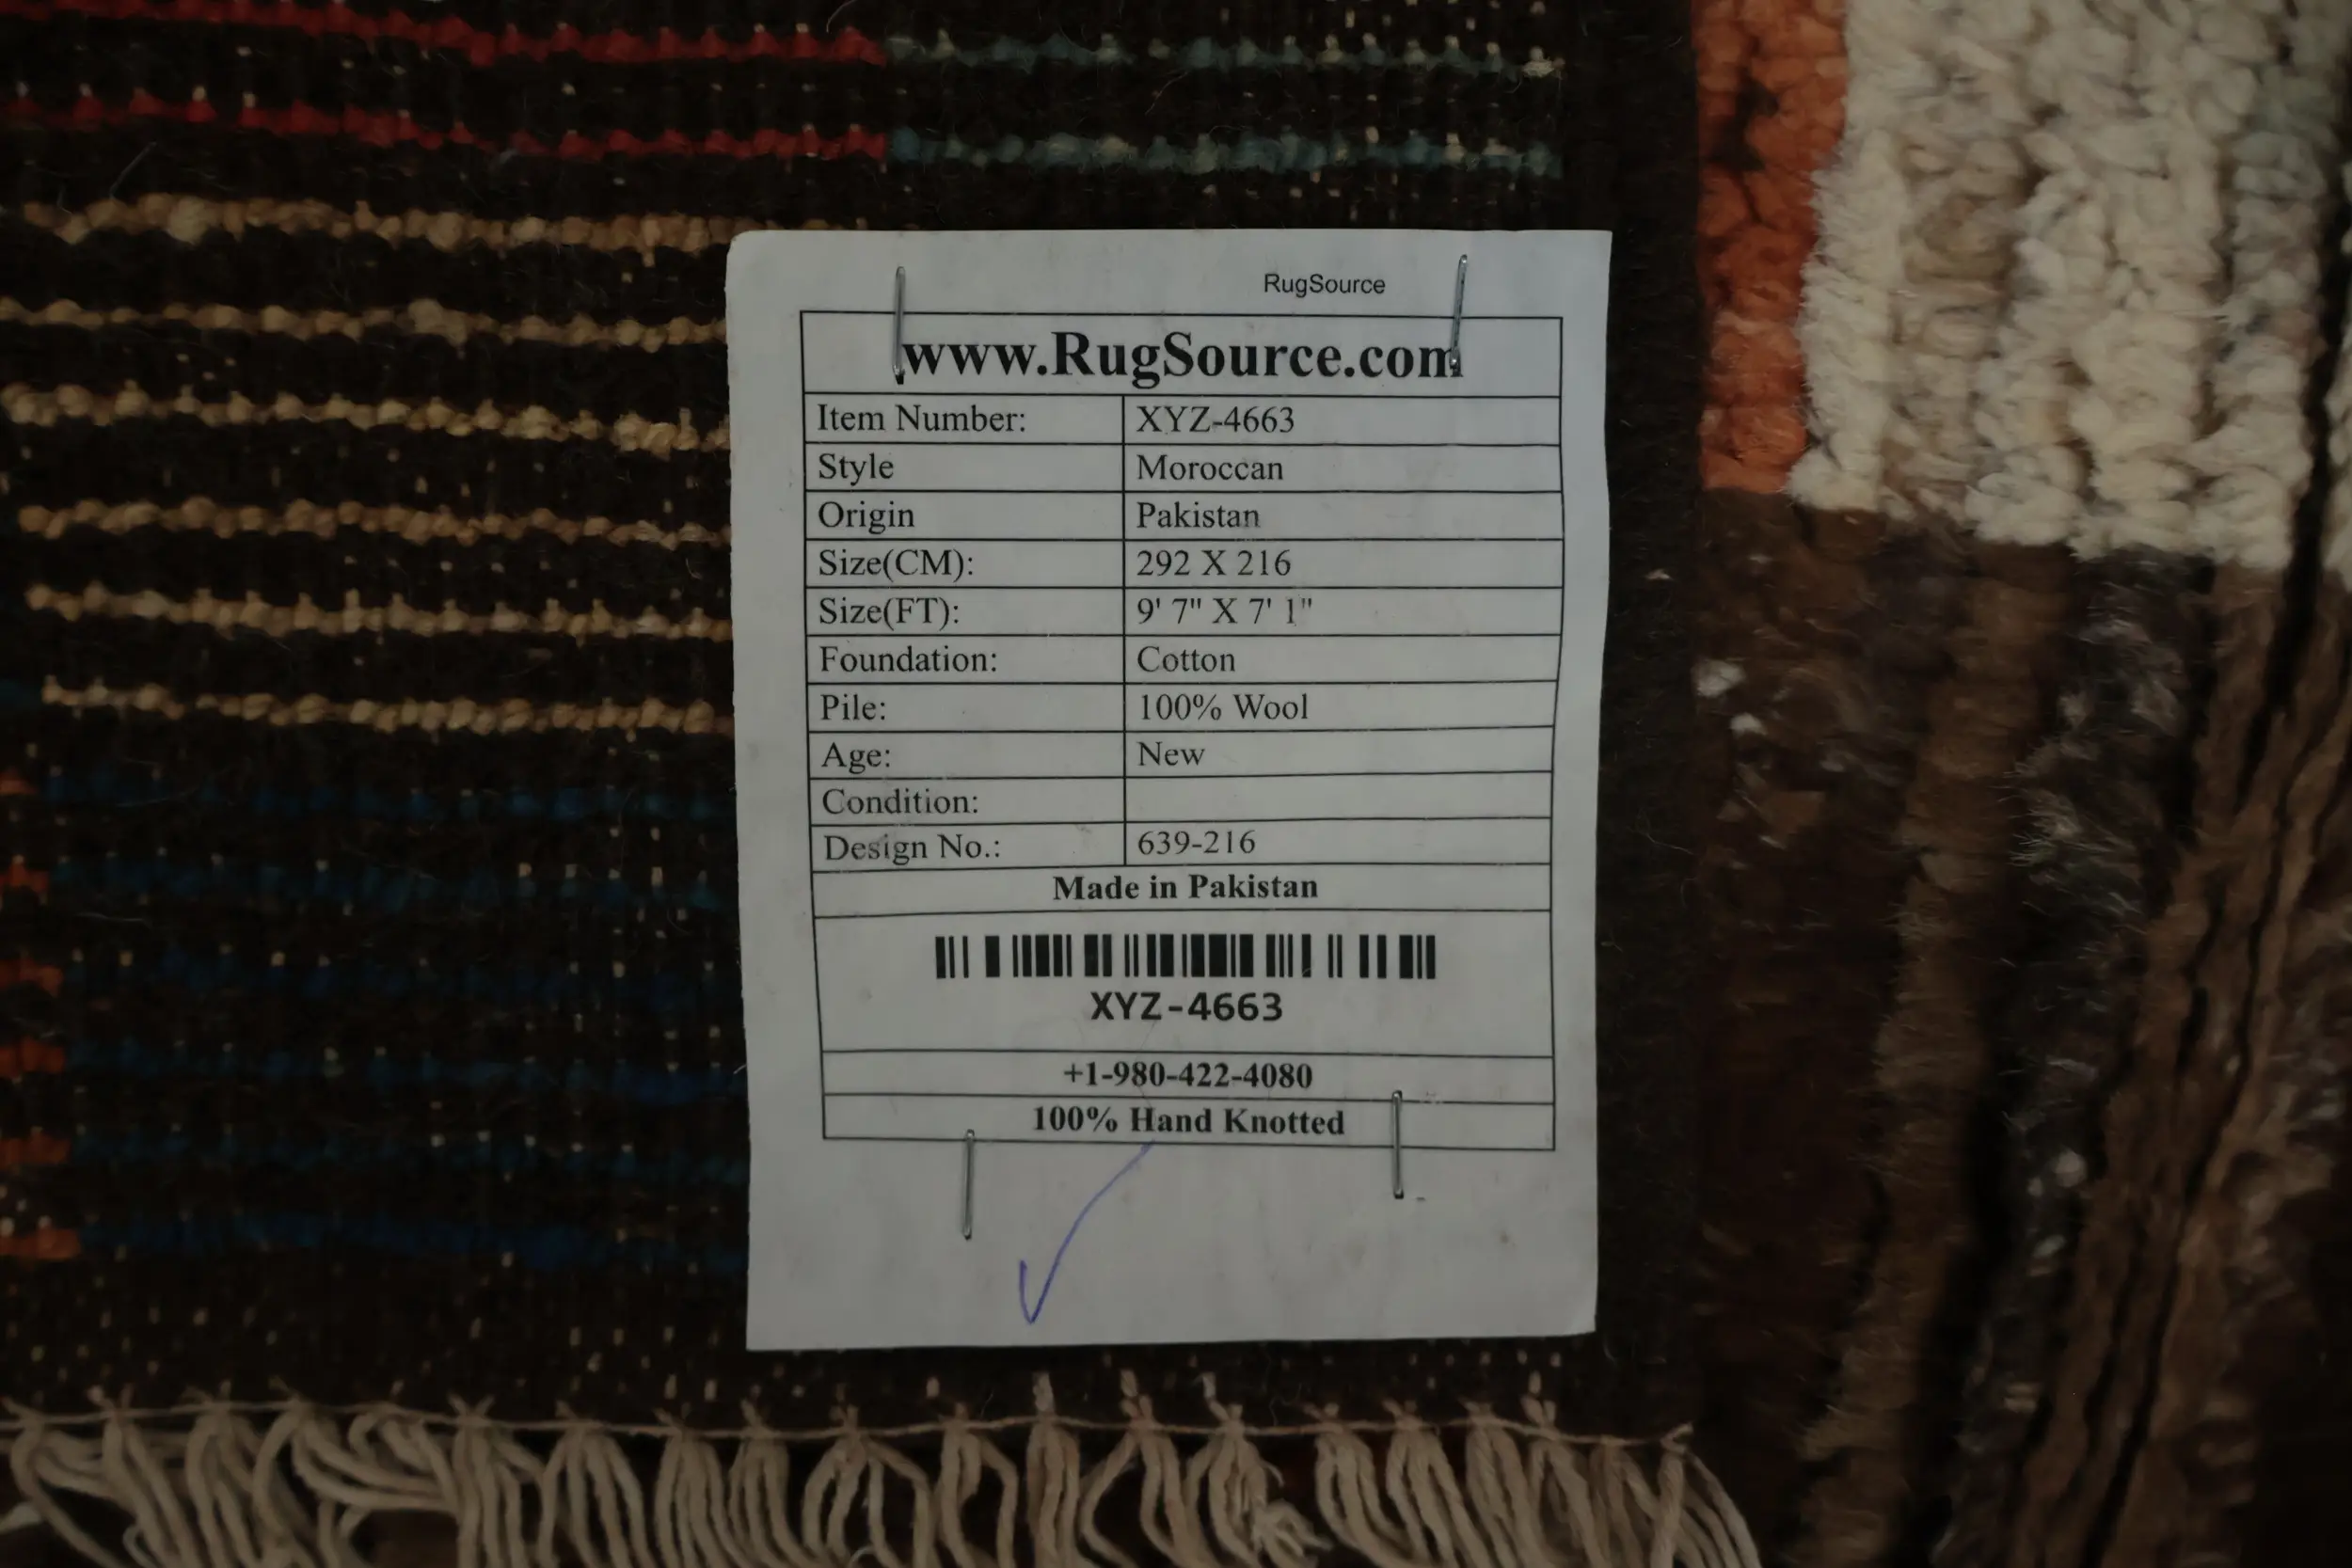 RugSource
www.RugSource.com
Item Number: XYZ-4663
Style Moroccan
Origin Pakistan
Size(CM): 292 X 216
Size(FT): 9' 7" X 7' 1"
Foundation: Cotton
Pile: 100% Wool
Age: New
Condition:
Design No.: 639-216
Made in Pakistan
XYZ-4663
+1-980-422-4080
100% Hand Knotted